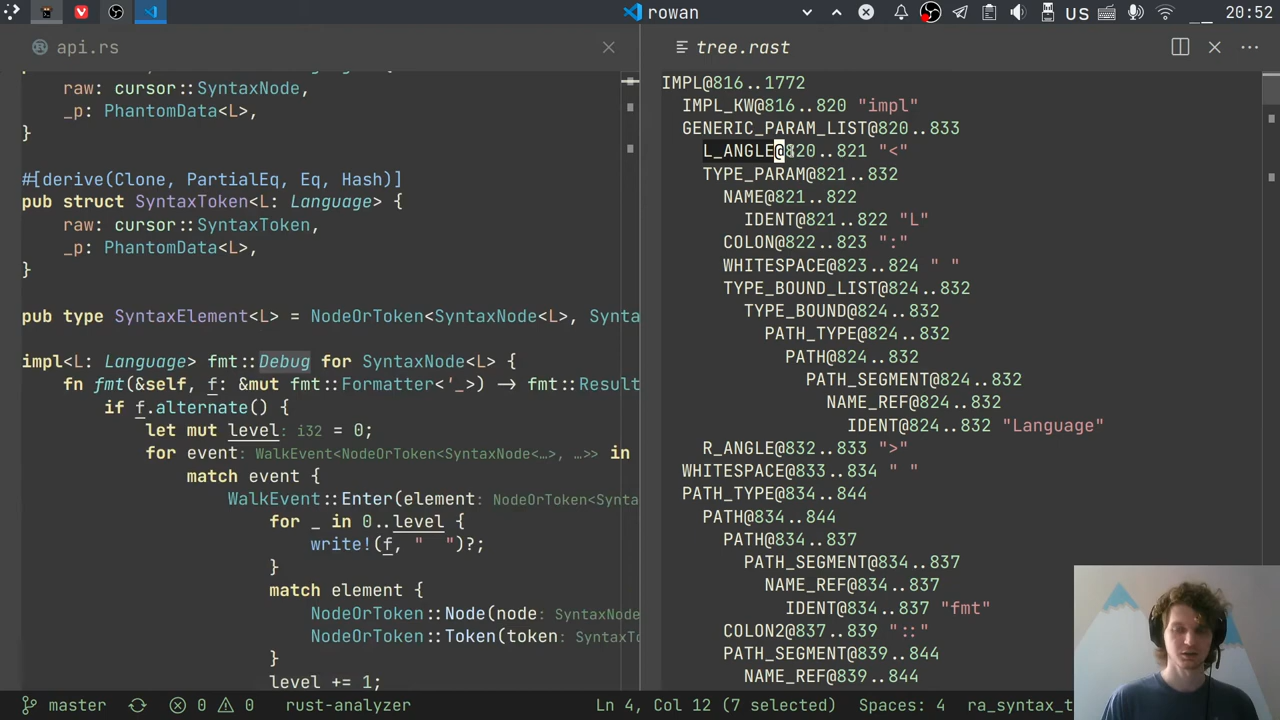 rowan
US
20:52
api.rs
raw: cursor::SyntaxNode,
_p: PhantomData<L>,
}
#[derive(Clone, PartialEq, Eq, Hash)]
pub struct SyntaxToken<L: Language> {
raw: cursor::SyntaxToken,
_p: PhantomData<L>,
}
pub type SyntaxElement<L> = NodeOrToken<SyntaxNode<L>, Synta
impl<L: Language> fmt::Debug for SyntaxNode<L> {
fn fmt(&self, f: &mut fmt::Formatter<'_>) → fmt::Result
if f.alternate() {
let mut level: i32 = 0;
for event: WalkEvent<NodeOrToken<SyntaxNode<…>, …>> in
match event {
WalkEvent::Enter(element: NodeOrToken<Synta
for _ in 0..level {
write!(f, "  ")?;
}
match element {
NodeOrToken::Node(node: SyntaxNode
NodeOrToken::Token(token: SyntaxTo
}
level += 1;
tree.rast
IMPL@816..1772
IMPL_KW@816..820 "impl"
GENERIC_PARAM_LIST@820..833
L_ANGLE@820..821 "<"
TYPE_PARAM@821..832
NAME@821..822
IDENT@821..822 "L"
COLON@822..823 ":"
WHITESPACE@823..824 " "
TYPE_BOUND_LIST@824..832
TYPE_BOUND@824..832
PATH_TYPE@824..832
PATH@824..832
PATH_SEGMENT@824..832
NAME_REF@824..832
IDENT@824..832 "Language"
R_ANGLE@832..833 ">"
WHITESPACE@833..834 " "
PATH_TYPE@834..844
PATH@834..844
PATH@834..837
PATH_SEGMENT@834..837
NAME_REF@834..837
IDENT@834..837 "fmt"
COLON2@837..839 "::"
PATH_SEGMENT@839..844
NAME_REF@839..844
master
0
0
rust-analyzer
Ln 4, Col 12 (7 selected)
Spaces: 4
ra_syntax_t